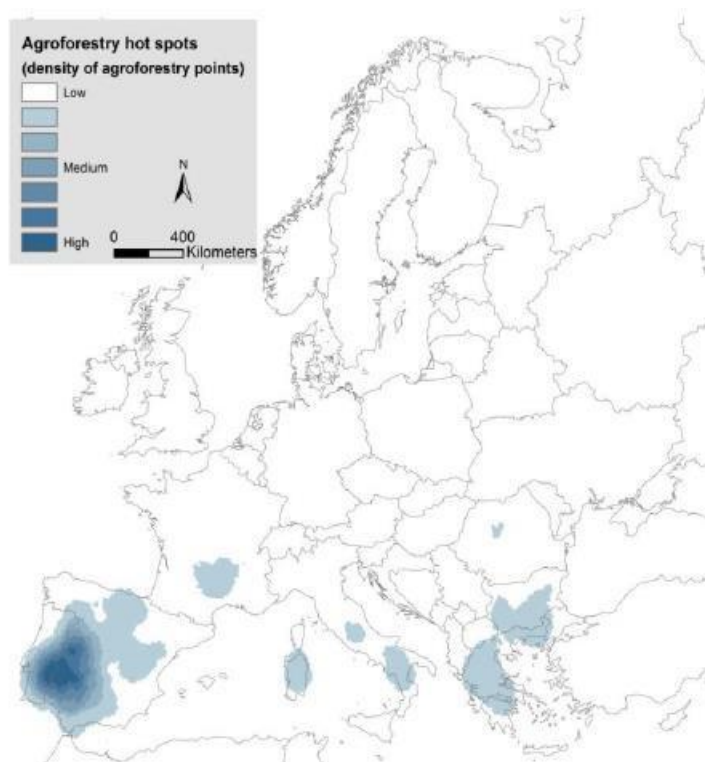 Agroforestry hot spots
(density of agroforestry points)
Low
Medium
High
N
0 400
Kilometers